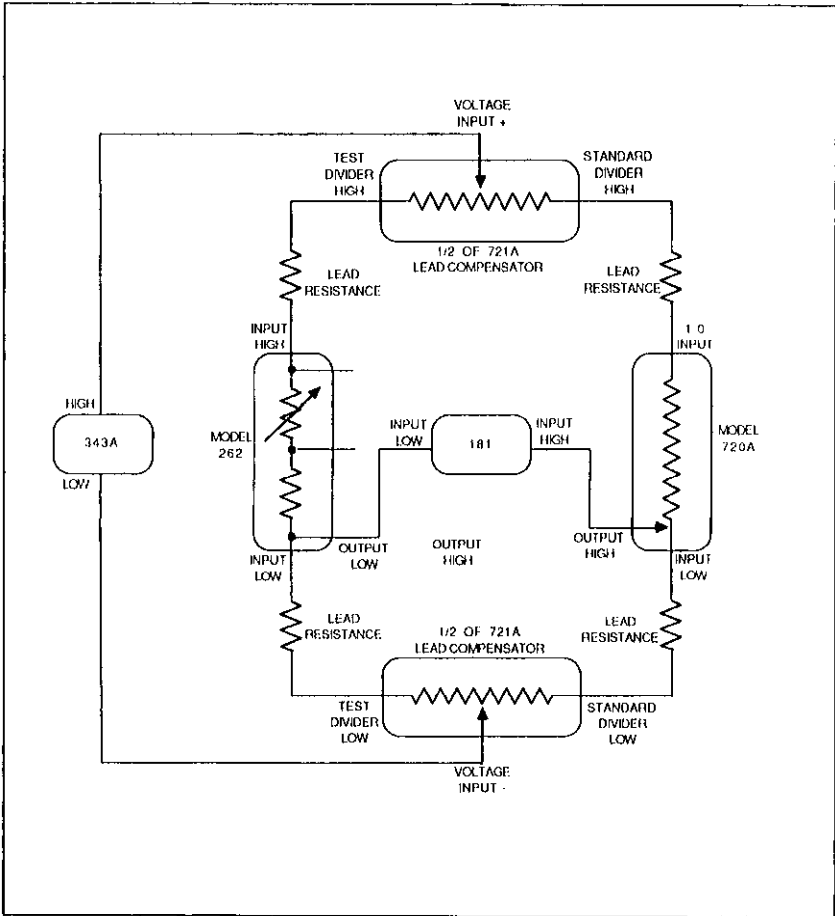 VOLTAGE
INPUT +
TEST
DIVIDER
HIGH
STANDARD
DIVIDER
HIGH
1/2 OF 721A
LEAD COMPENSATOR
LEAD
RESISTANCE
LEAD
RESISTANCE
INPUT
HIGH
1 0
INPUT
HIGH
343A
LOW
MODEL
262
INPUT
LOW
181
INPUT
HIGH
MODEL
720A
INPUT
LOW
OUTPUT
LOW
OUTPUT
HIGH
OUTPUT
HIGH
INPUT
LOW
LEAD
RESISTANCE
1/2 OF 721A
LEAD COMPENSATOR
LEAD
RESISTANCE
TEST
DIVIDER
LOW
STANDARD
DIVIDER
LOW
VOLTAGE
INPUT -